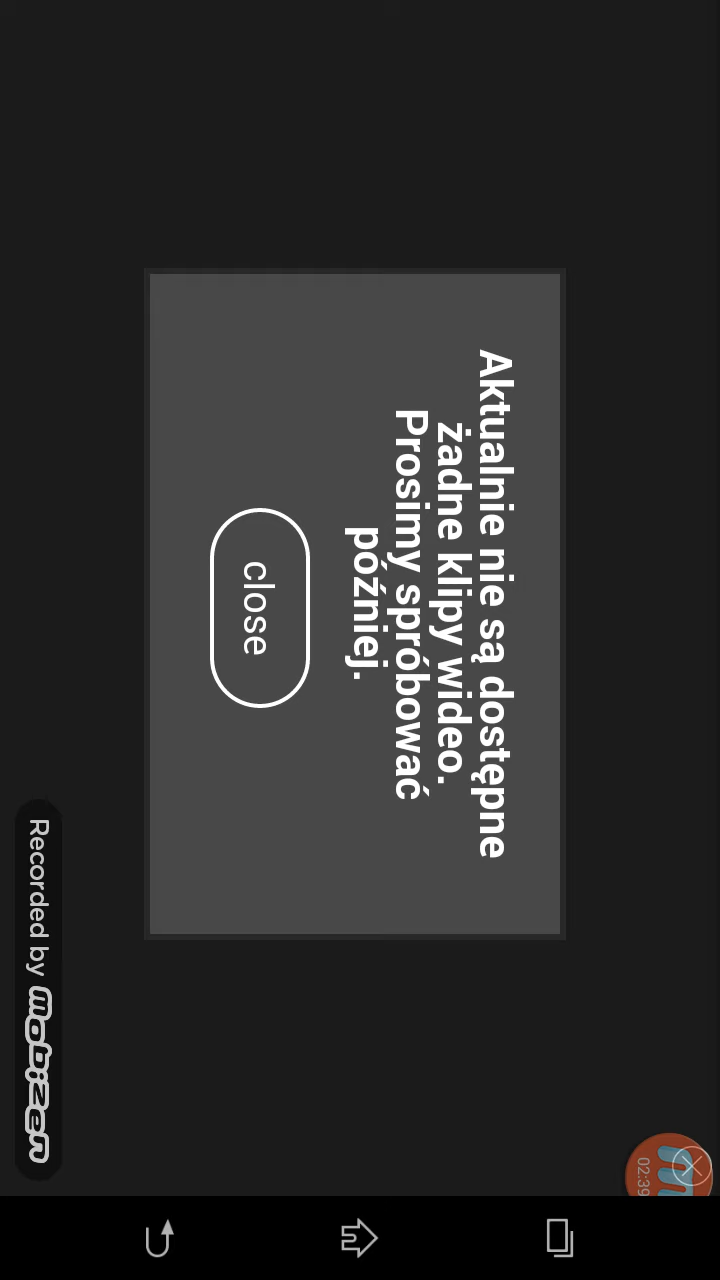 Aktualnie nie są dostępne
żadne klipy wideo.
Prosimy spróbować
później.
close
Recorded by mobizen
02:39